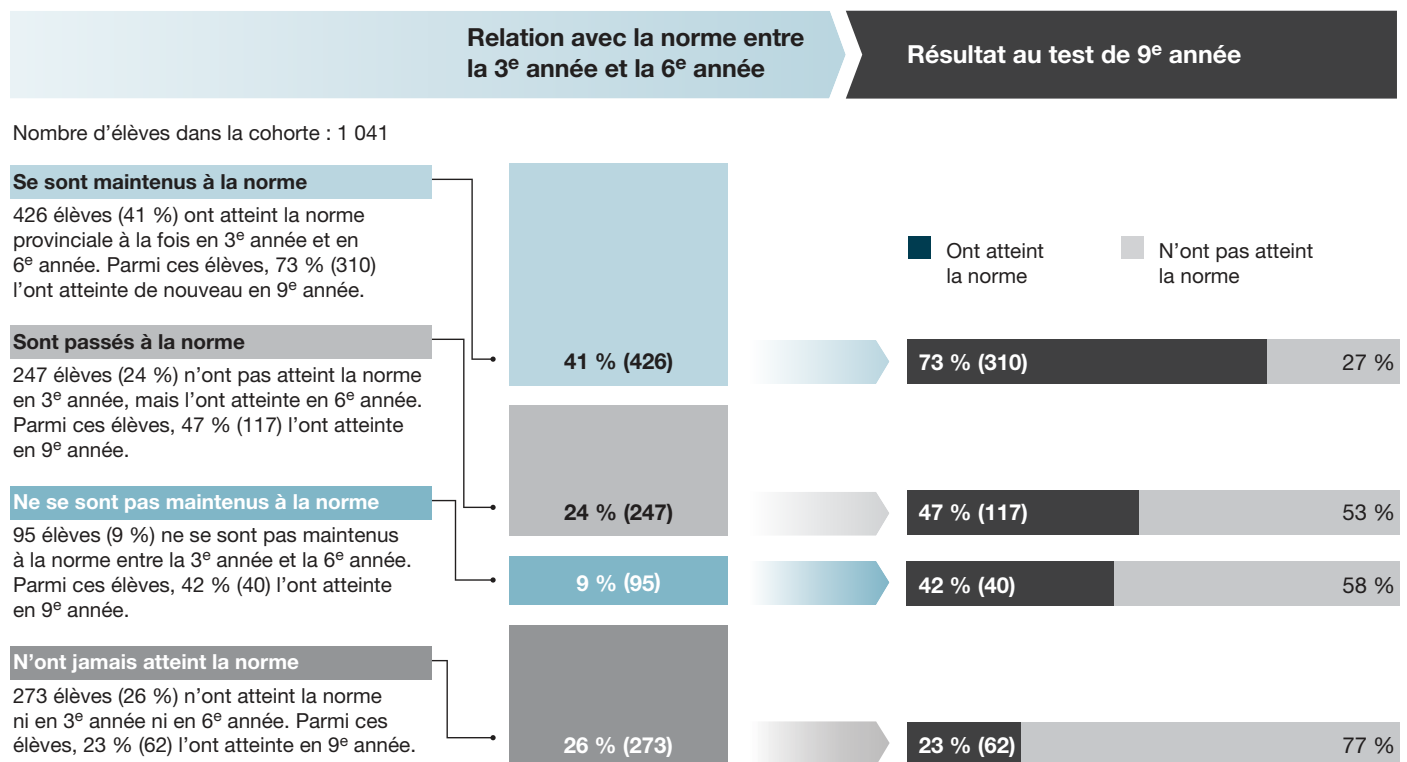 Relation avec la norme entre
la 3e année et la 6e année
Résultat au test de 9e année
Nombre d’élèves dans la cohorte : 1 041
Se sont maintenus à la norme
426 élèves (41 %) ont atteint la norme
provinciale à la fois en 3e année et en
6e année. Parmi ces élèves, 73 % (310)
l’ont atteinte de nouveau en 9e année.
Sont passés à la norme
247 élèves (24 %) n’ont pas atteint la norme
en 3e année, mais l’ont atteinte en 6e année.
Parmi ces élèves, 47 % (117) l’ont atteinte
en 9e année.
Ne se sont pas maintenus à la norme
95 élèves (9 %) ne se sont pas maintenus
à la norme entre la 3e année et la 6e année.
Parmi ces élèves, 42 % (40) l’ont atteinte
en 9e année.
N’ont jamais atteint la norme
273 élèves (26 %) n’ont atteint la norme
ni en 3e année ni en 6e année. Parmi ces
élèves, 23 % (62) l’ont atteinte en 9e année.
41 % (426)
24 % (247)
9 % (95)
26 % (273)
Ont atteint
la norme
N'ont pas atteint
la norme
73 % (310)
27 %
47 % (117)
53 %
42 % (40)
58 %
23 % (62)
77 %